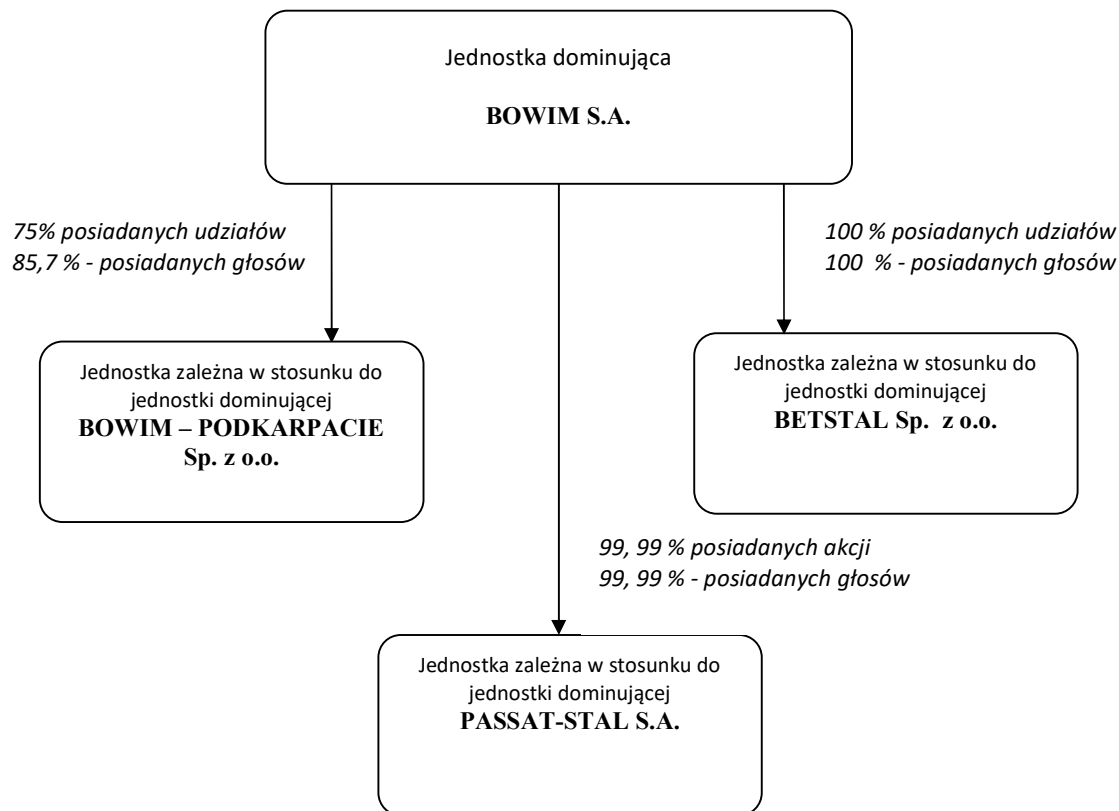 Jednostka dominująca
BOWIM S.A.
75% posiadanych udziałów
85,7 % - posiadanych głosów
100 % posiadanych udziałów
100  % - posiadanych głosów
Jednostka zależna w stosunku do
jednostki dominującej
BOWIM – PODKARPACIE
Sp. z o.o.
Jednostka zależna w stosunku do
jednostki dominującej
BETSTAL Sp.  z o.o.
99, 99 % posiadanych akcji
99, 99 % - posiadanych głosów
Jednostka zależna w stosunku do
jednostki dominującej
PASSAT-STAL S.A.